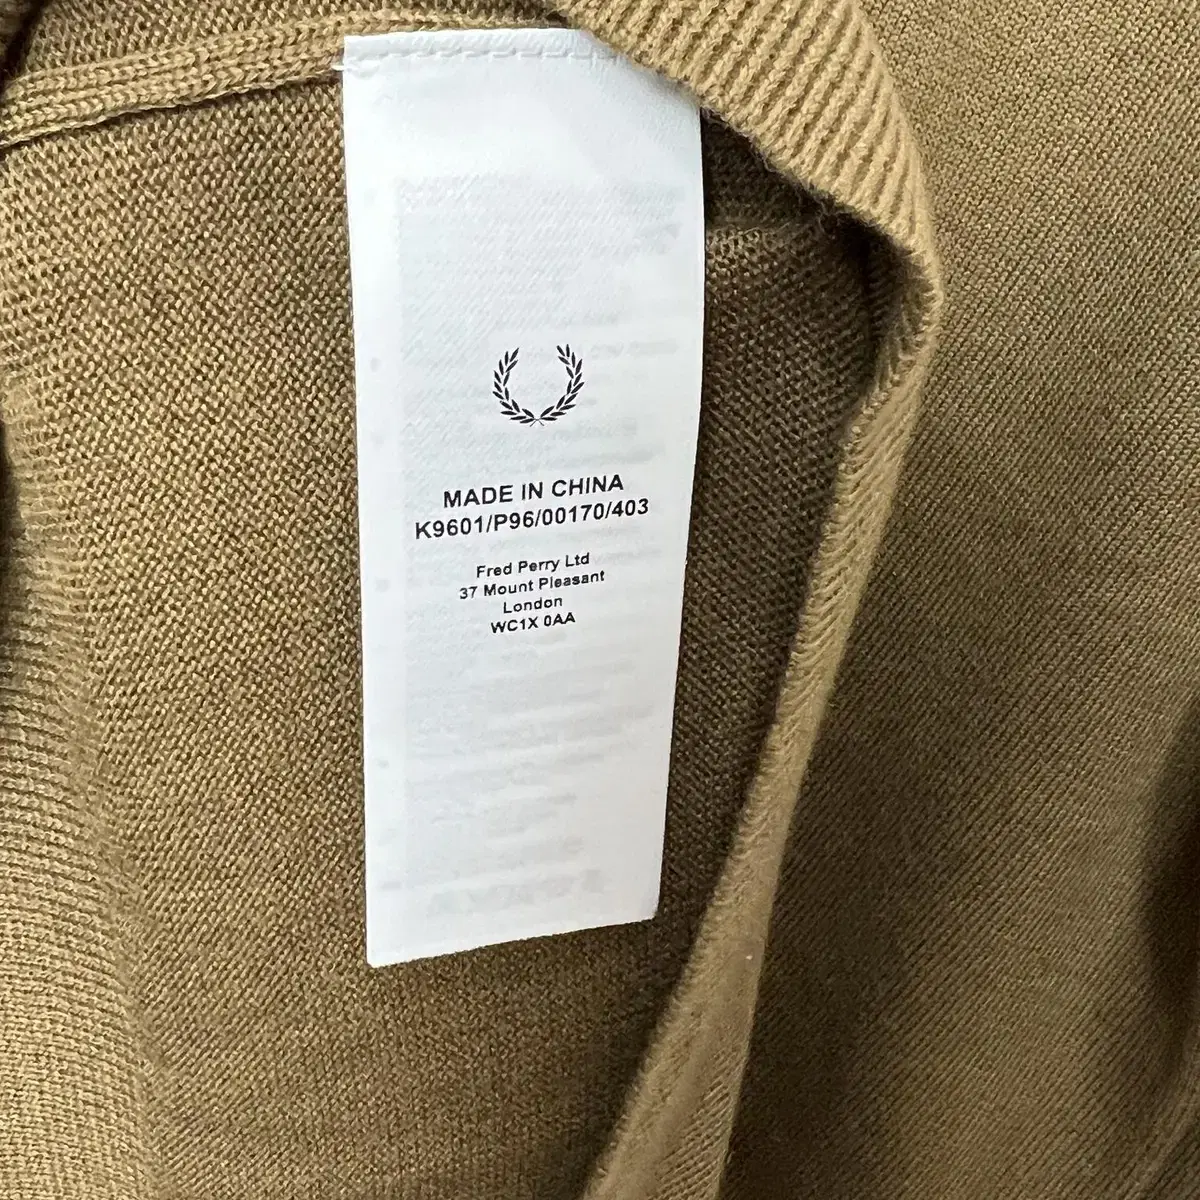 MADE IN CHINA
K9601/P96/00170/403
Fred Perry Ltd
37 Mount Pleasant
London
WC1X 0AA